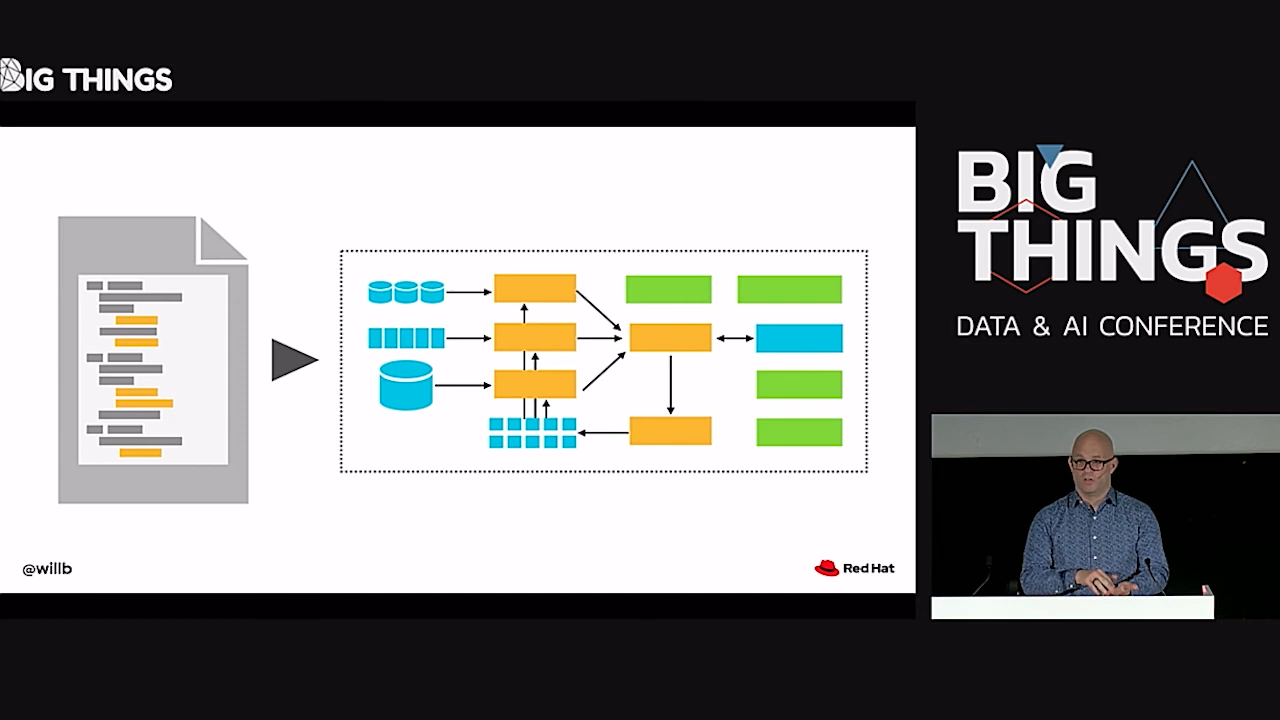 BIG THINGS
BIG
THINGS
DATA & AI CONFERENCE
@willb
Red Hat